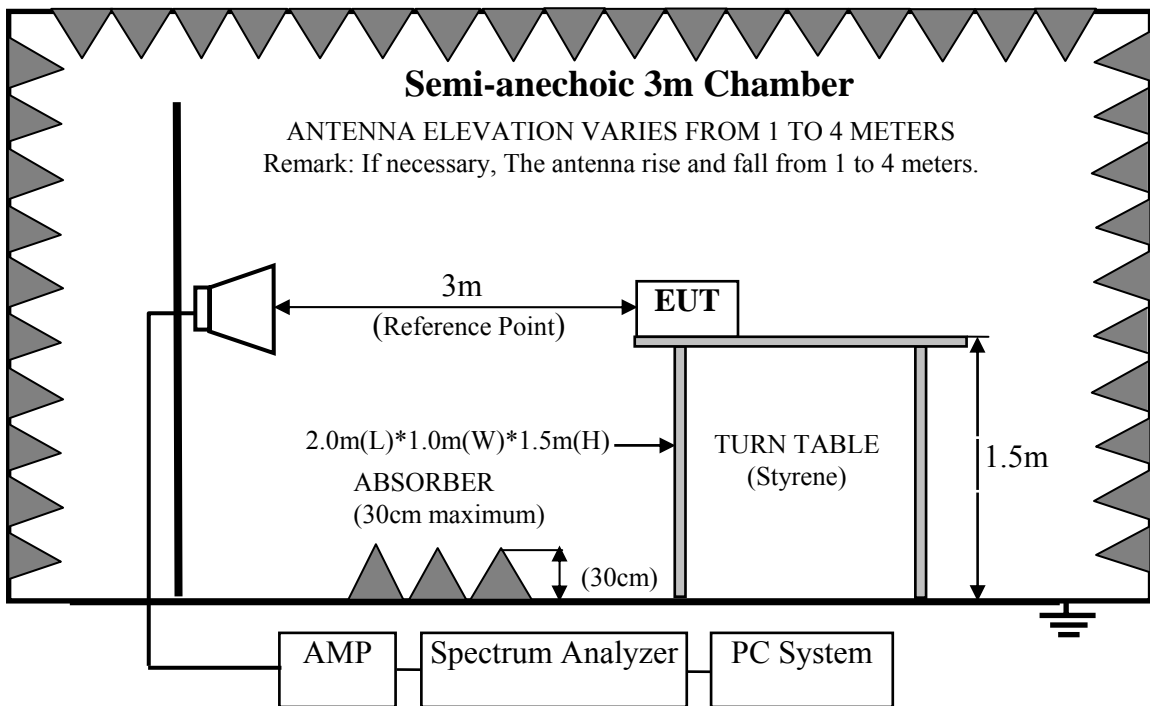 Semi-anechoic 3m Chamber
ANTENNA ELEVATION VARIES FROM 1 TO 4 METERS
Remark: If necessary, The antenna rise and fall from 1 to 4 meters.
3m
(Reference Point)
EUT
2.0m(L)*1.0m(W)*1.5m(H)
TURN TABLE
(Styrene)
1.5m
ABSORBER
(30cm maximum)
(30cm)
AMP
Spectrum Analyzer
PC System